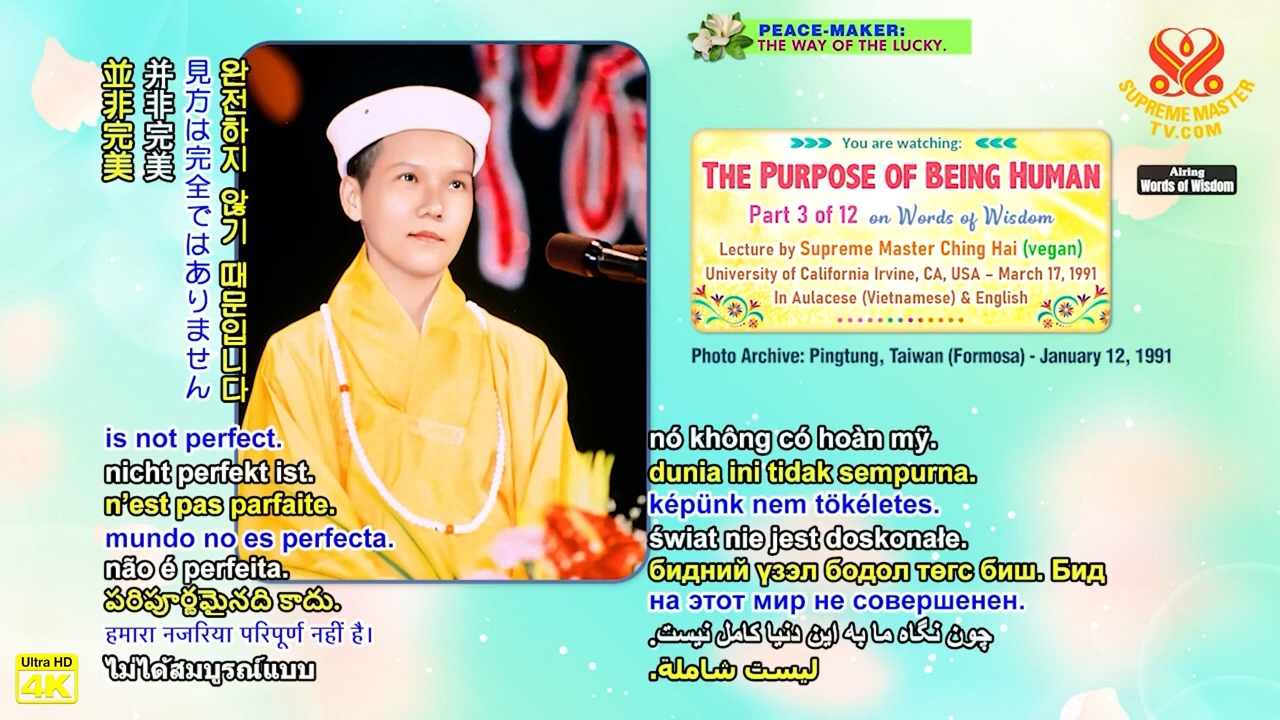 PEACE-MAKER:
THE WAY OF THE LUCKY.
SUPREME MASTER
TV.COM
You are watching:
THE PURPOSE OF BEING HUMAN
Part 3 of 12 on Words of Wisdom
Lecture by Supreme Master Ching Hai (vegan)
University of California Irvine, CA, USA – March 17, 1991
In Aulacese (Vietnamese) & English
Airing
Words of Wisdom
Photo Archive: Pingtung, Taiwan (Formosa) - January 12, 1991
並非完美
并非完美
見方は完全ではありません
완전하지 않기 때문입니다
is not perfect.
nicht perfekt ist.
n’est pas parfaite.
mundo no es perfecta.
não é perfeita.
పరిపూర్ణమైనది కాదు.
हमारा नजरिया परिपूर्ण नहीं है।
ไม่ได้สมบูรณ์แบบ
nó không có hoàn mỹ.
dunia ini tidak sempurna.
képünk nem tökéletes.
świat nie jest doskonałe.
бидний үзэл бодол төгс биш. Бид
на этот мир не совершенен.
چون نگاه ما به این دنیا کامل نیست.
ليست شاملة.
Ultra HD
4K